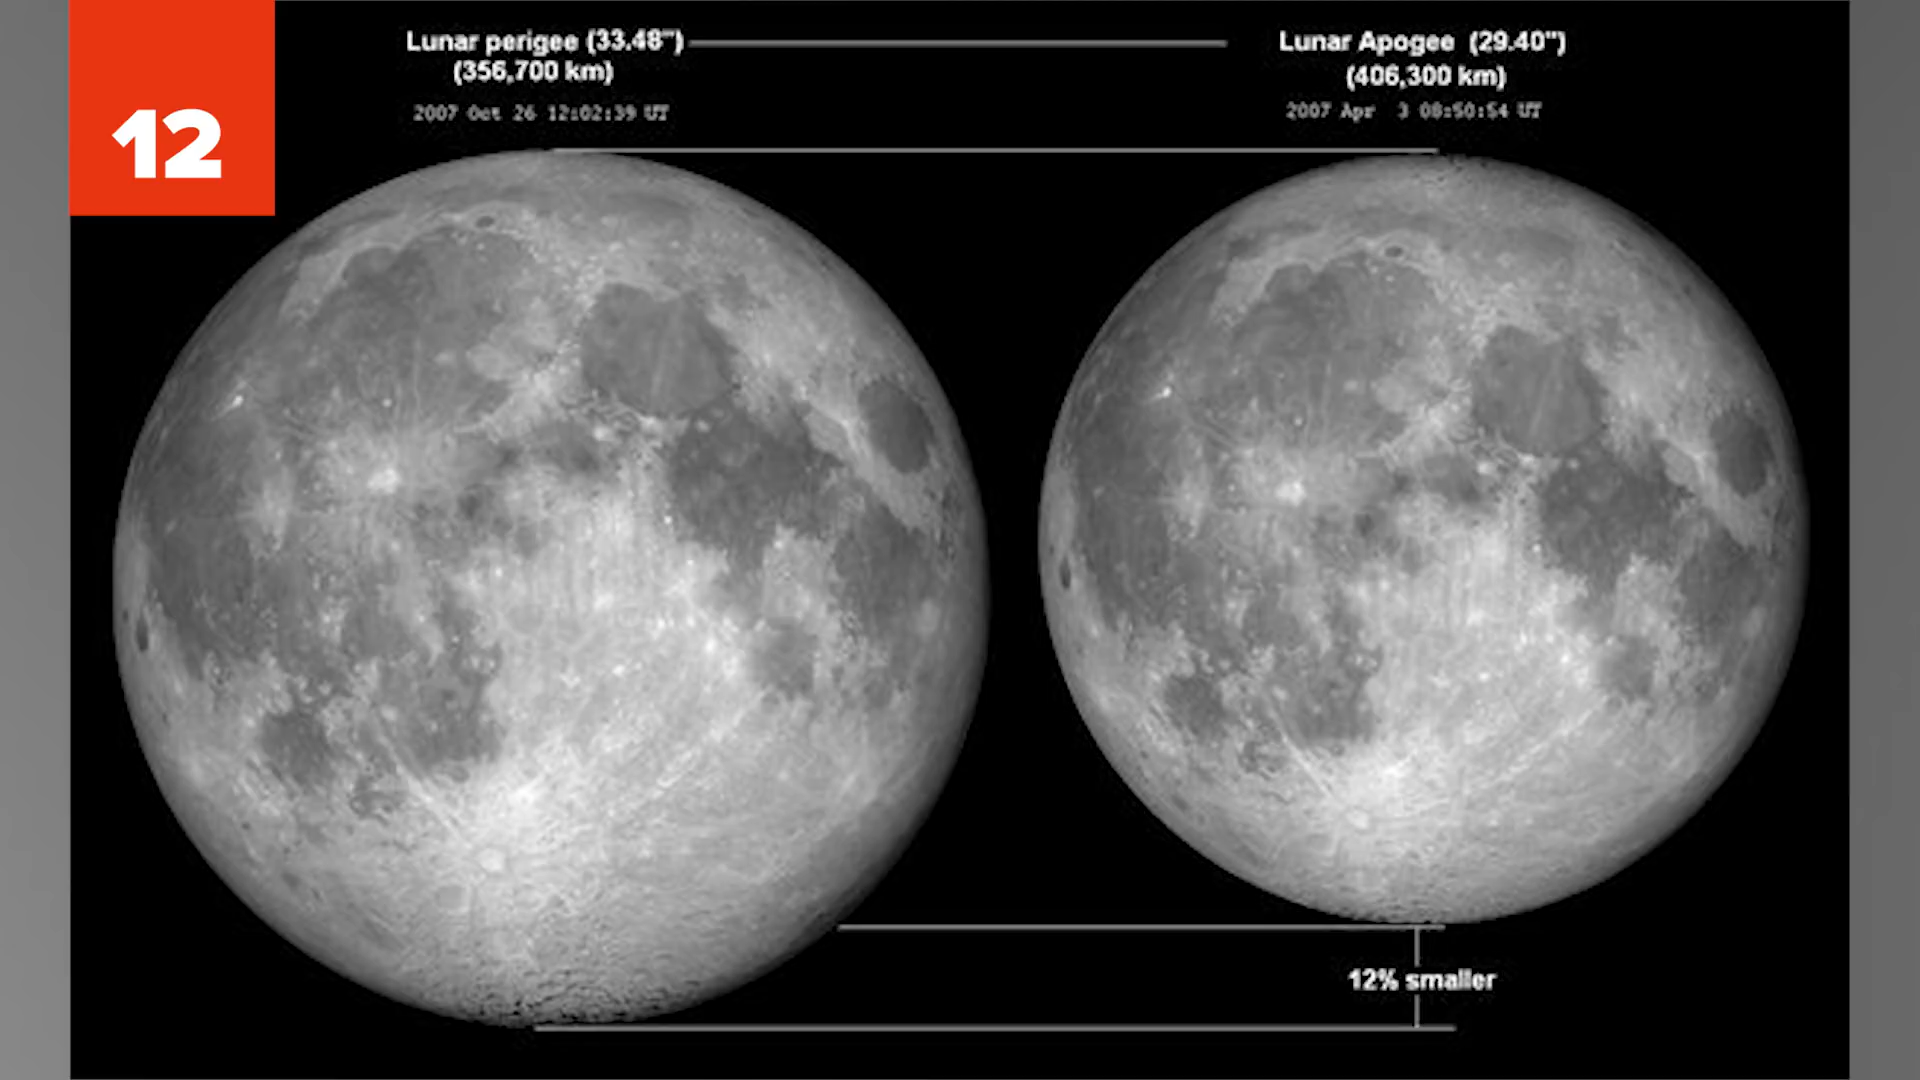 12
Lunar perigee (33.48")
(356,700 km)
2007 Oct 26 12:02:39 UT
Lunar Apogee (29.40")
(406,300 km)
2007 Apr 3 08:50:54 UT
12% smaller